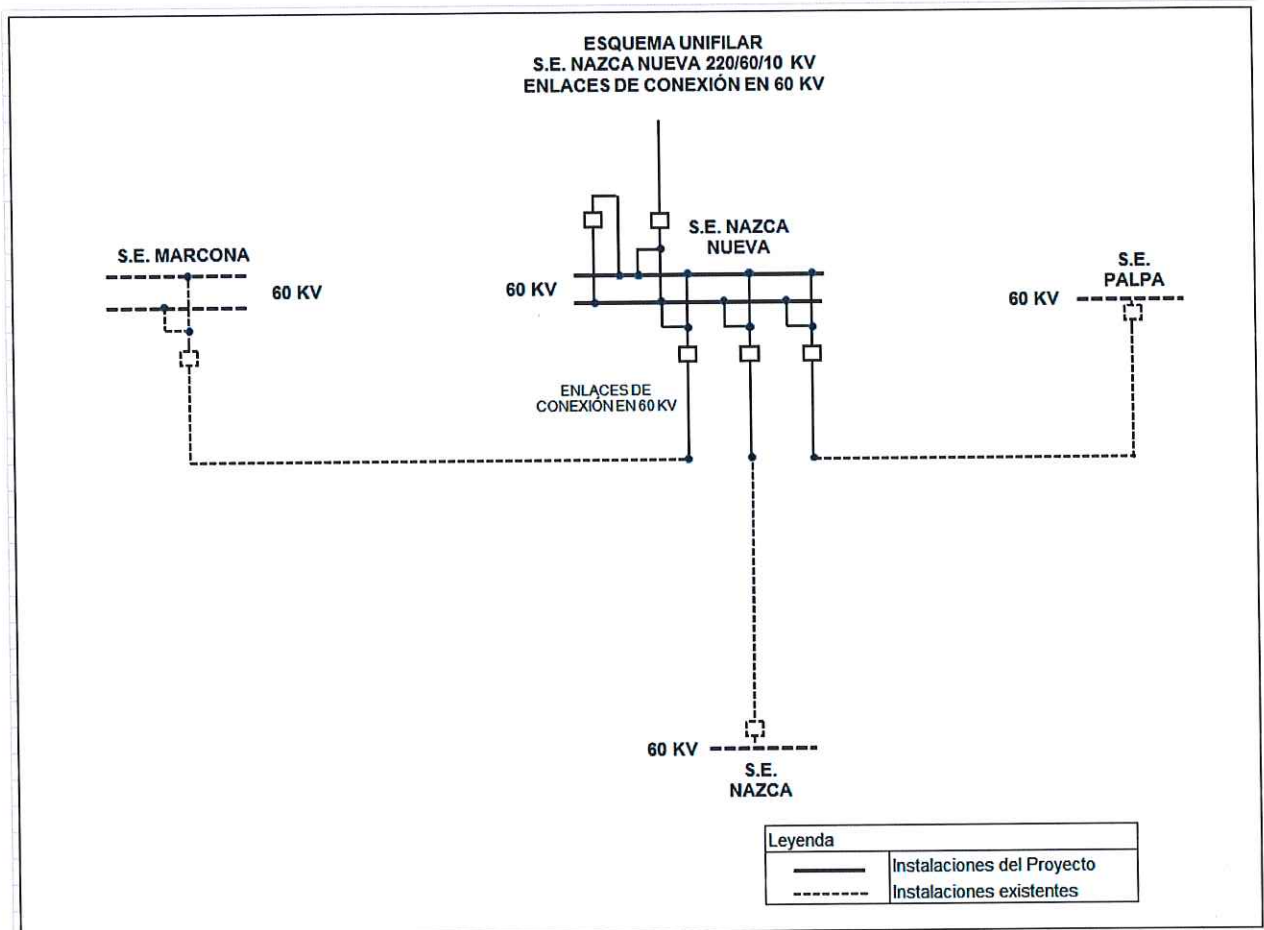 ESQUEMA UNIFILAR
S.E. NAZCA NUEVA 220/60/10 KV
ENLACES DE CONEXIÓN EN 60 KV
S.E. MARCONA
60 KV
60 KV
S.E. NAZCA
NUEVA
S.E.
PALPA
60 KV
ENLACES DE
CONEXIÓN EN 60 KV
60 KV
S.E.
NAZCA
Leyenda
Instalaciones del Proyecto
Instalaciones existentes